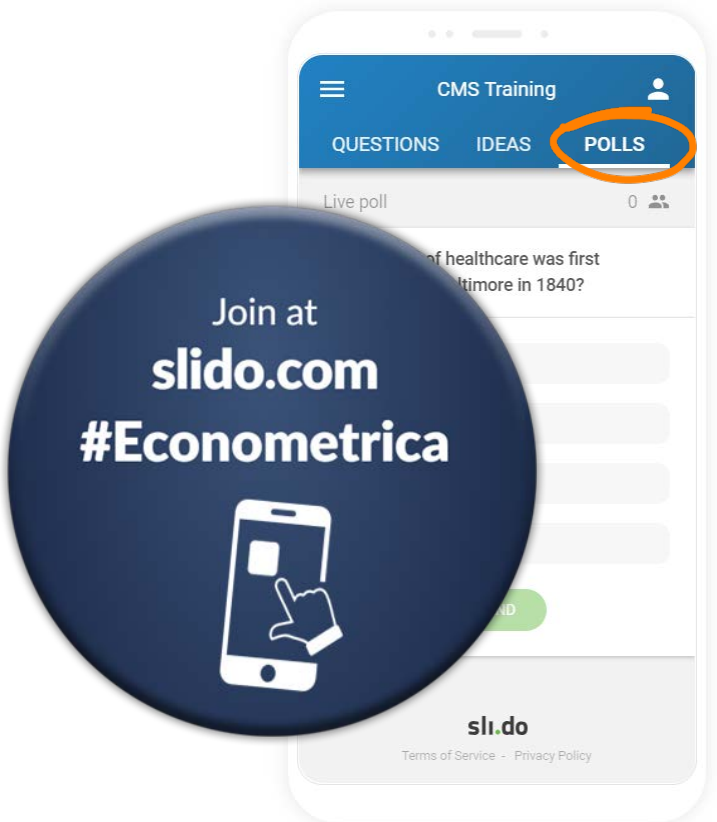 CMS Training
QUESTIONS IDEAS POLLS
Live poll 0
of healthcare was first
in 1840?
Join at
slido.com
#Econometrica
sli.do
Terms of Service - Privacy Policy